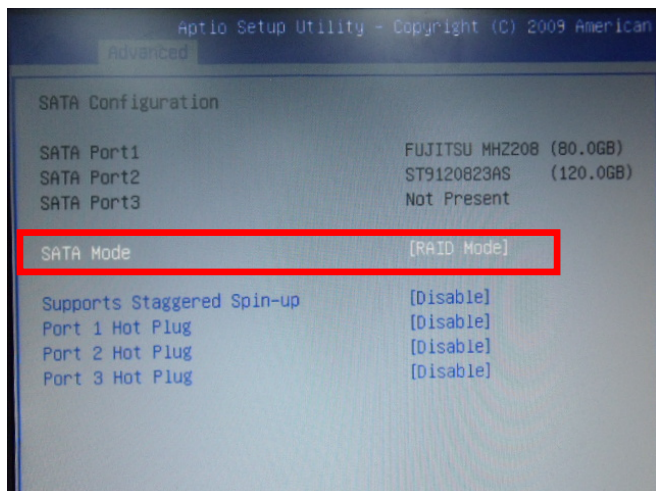 Aptio Setup Utility - Copyright (C) 2009 American
Advanced
SATA Configuration
SATA Port1 FUJITSU MHZ208 (80.0GB)
SATA Port2 ST9120823AS (120.0GB)
SATA Port3 Not Present
SATA Mode [RAID Mode]
Supports Staggered Spin-up [Disable]
Port 1 Hot Plug [Disable]
Port 2 Hot Plug [Disable]
Port 3 Hot Plug [Disable]